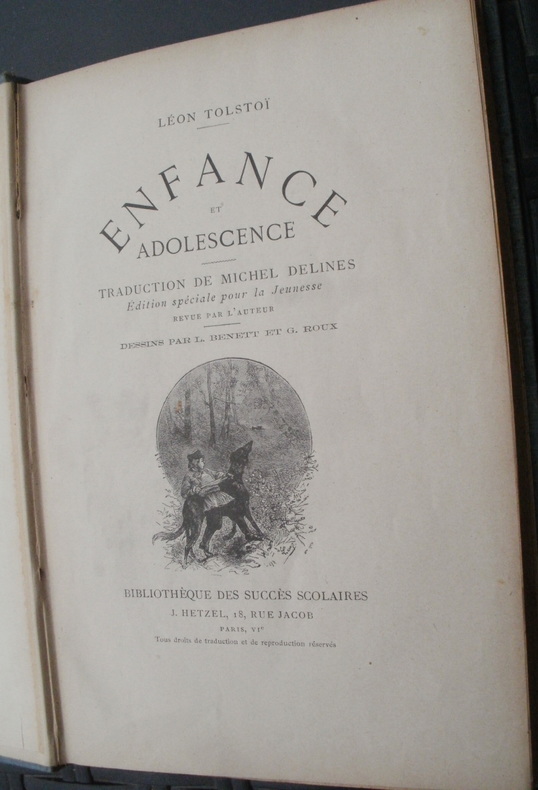 LÉON TOLSTOÏ
ENFANCE
ET
ADOLESCENCE
TRADUCTION DE MICHEL DELINES
Édition spéciale pour la Jeunesse
REVUE PAR L'AUTEUR
DESSINS PAR L. BENETT ET G. ROUX
BIBLIOTHÈQUE DES SUCCÈS SCOLAIRES
J. HETZEL, 18, RUE JACOB
PARIS, VIe
Tous droits de traduction et de reproduction réservés